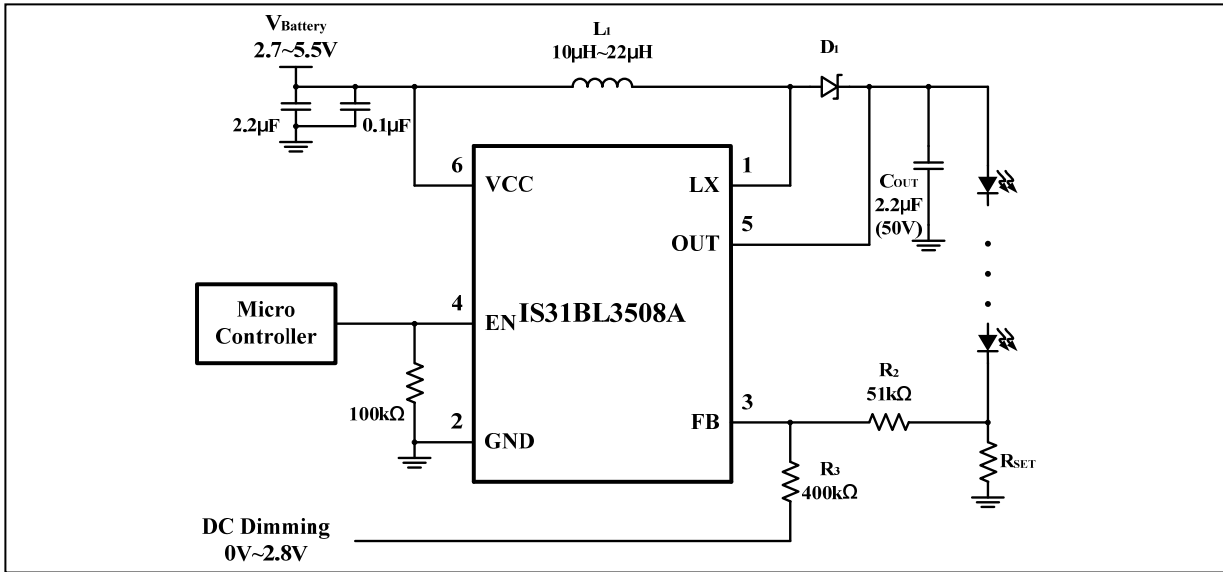 VBattery
2.7~5.5V
L1
10μH~22μH
D1
2.2μF
0.1μF
6
VCC
1
LX
COUT
2.2μF
(50V)
5
OUT
Micro
Controller
4
EN
IS31BL3508A
100kΩ
2
GND
3
FB
R2
51kΩ
RSET
R3
400kΩ
DC Dimming
0V~2.8V